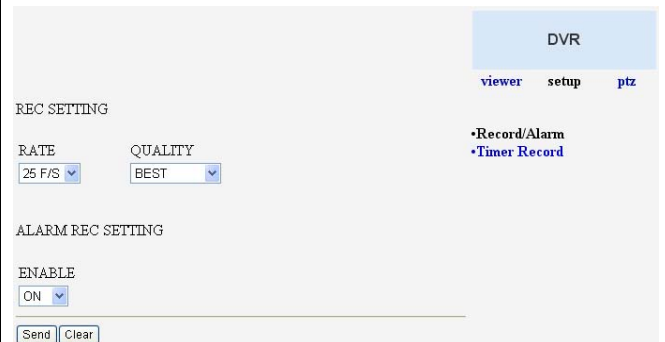 DVR
viewer setup ptz
REC SETTING
•Record/Alarm
•Timer Record
RATE QUALITY
25 F/S BEST
ALARM REC SETTING
ENABLE
ON
Send Clear